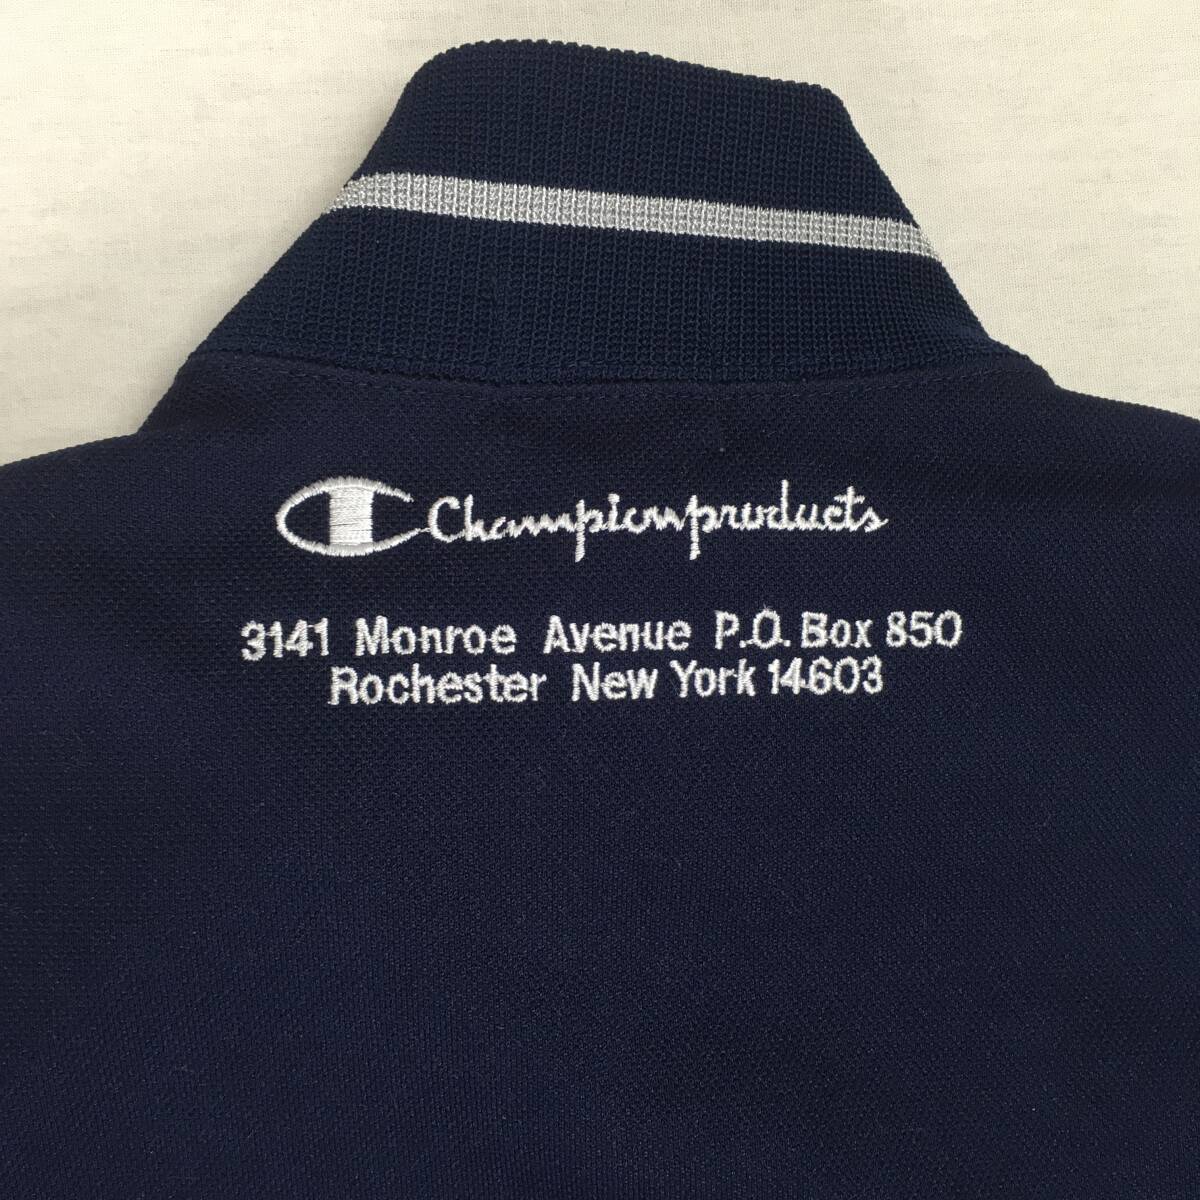 Championproducts
3141 Monroe Avenue P.O. Box 850
Rochester New York 14603